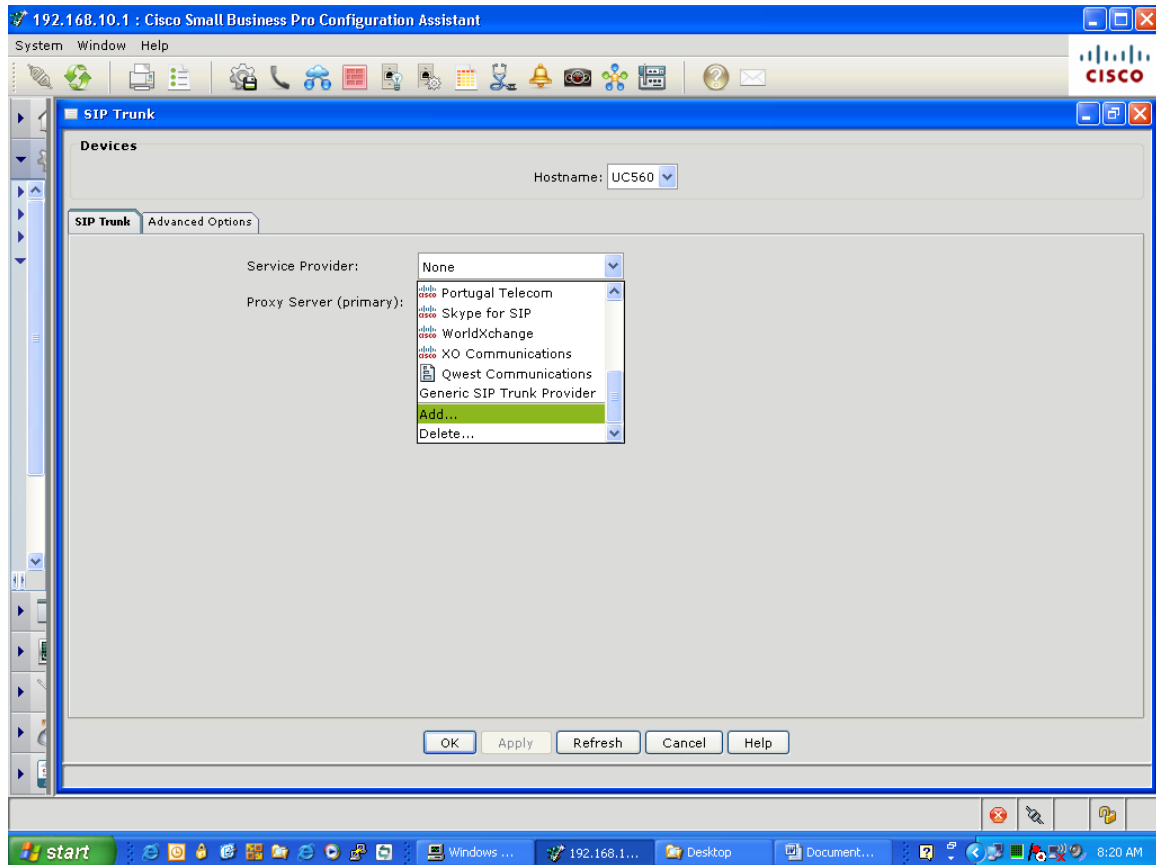 192.168.10.1 : Cisco Small Business Pro Configuration Assistant
System Window Help
CISCO
SIP Trunk
Devices
Hostname: UC560
SIP Trunk Advanced Options
Service Provider: None
Proxy Server (primary):
Portugal Telecom
Skype for SIP
WorldXchange
XO Communications
Qwest Communications
Generic SIP Trunk Provider
Add...
Delete...
OK Apply Refresh Cancel Help
start Windows ... 192.168.1... Desktop Document... 8:20 AM